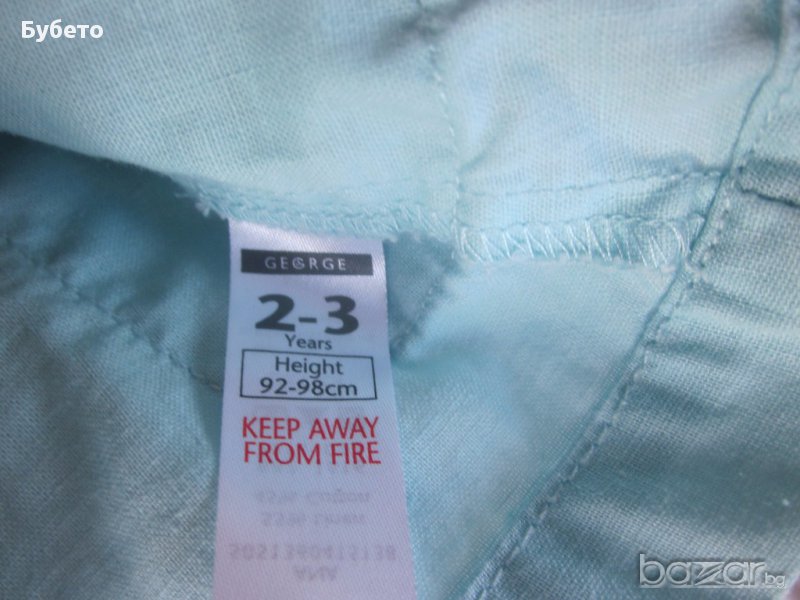 Бубето
GEORGE
2-3
Years
Height
92-98cm
KEEP AWAY
FROM FIRE
bazar.bg